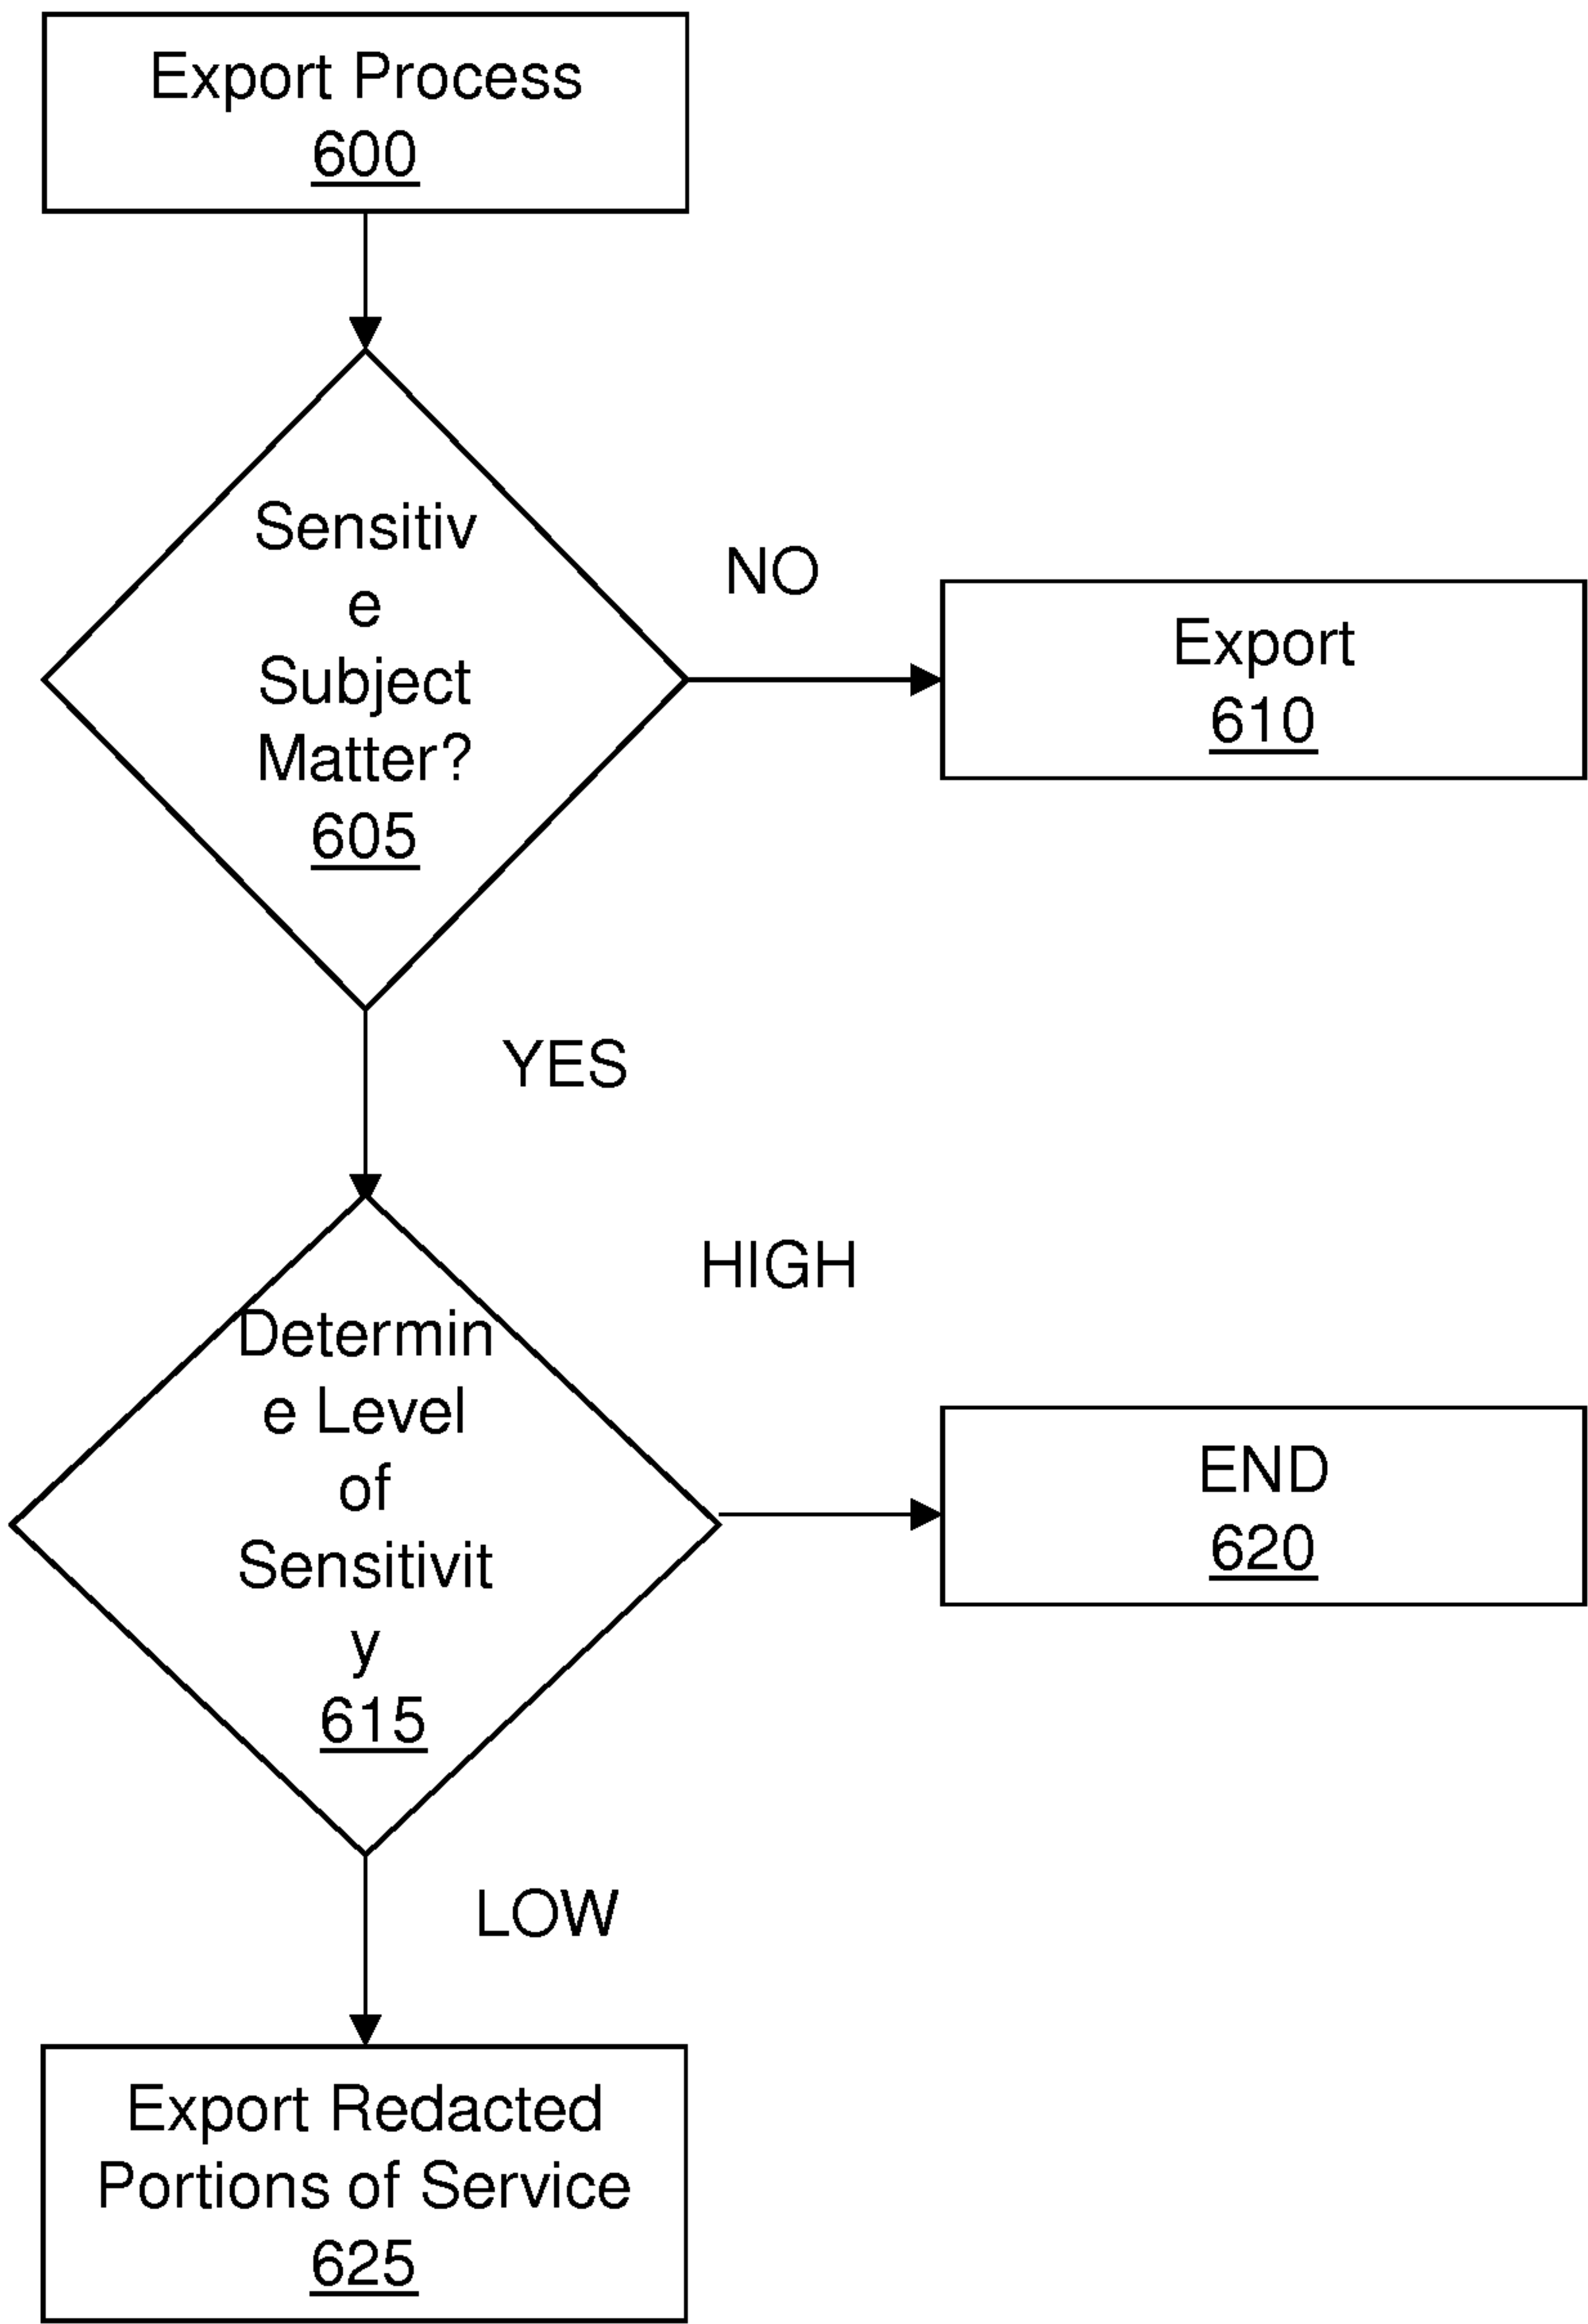 Export Process
600
Sensitiv
e
Subject
Matter?
605
NO
Export
610
YES
HIGH
Determin
e Level
of
Sensitivit
y
615
END
620
LOW
Export Redacted
Portions of Service
625